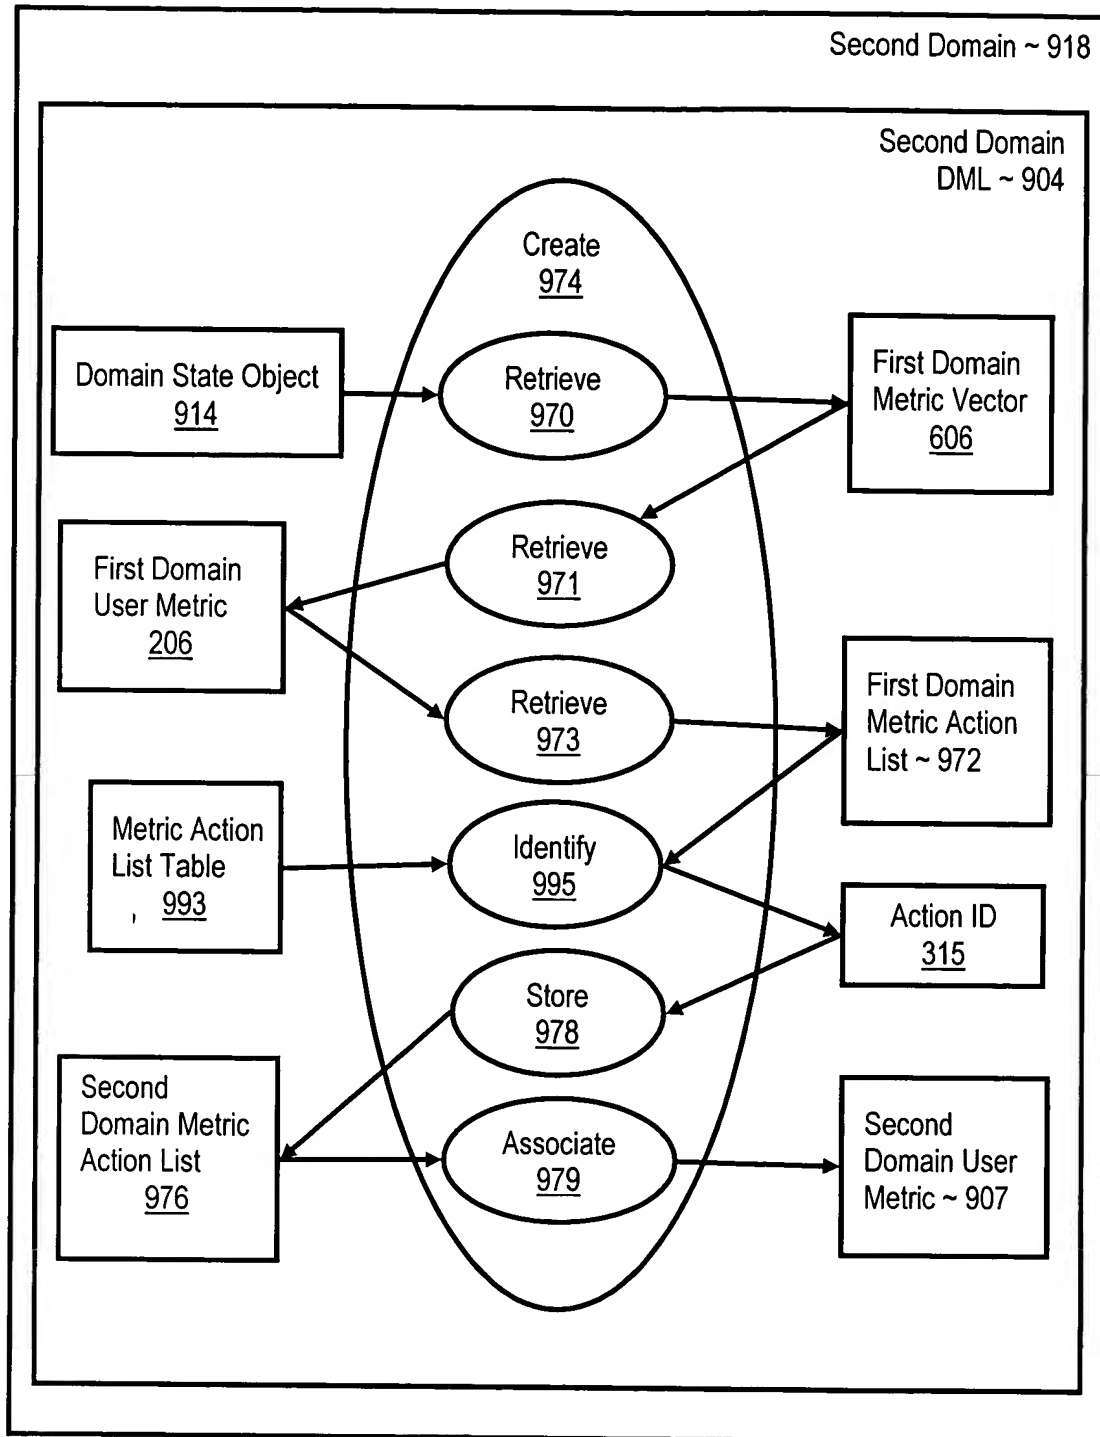 Second Domain ~ 918
Second Domain
DML ~ 904
Create
974
Domain State Object
914
Retrieve
970
First Domain
Metric Vector
606
Retrieve
971
First Domain
User Metric
206
Retrieve
973
First Domain
Metric Action
List ~ 972
Metric Action
List Table
993
Identify
995
Action ID
315
Store
978
Second
Domain Metric
Action List
976
Associate
979
Second
Domain User
Metric ~ 907